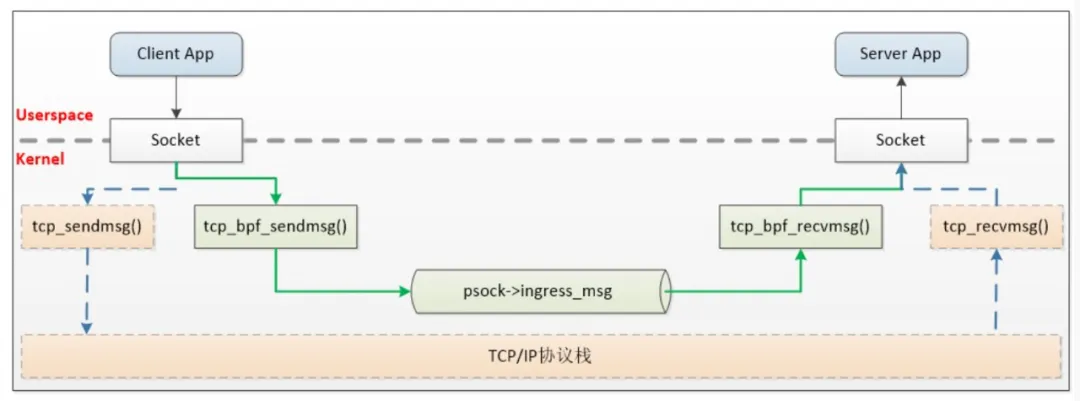 Client App
Server App
Userspace
Socket
Socket
Kernel
tcp_sendmsg()
tcp_bpf_sendmsg()
tcp_bpf_recvmsg()
tcp_recvmsg()
psock->ingress_msg
TCP/IP协议栈